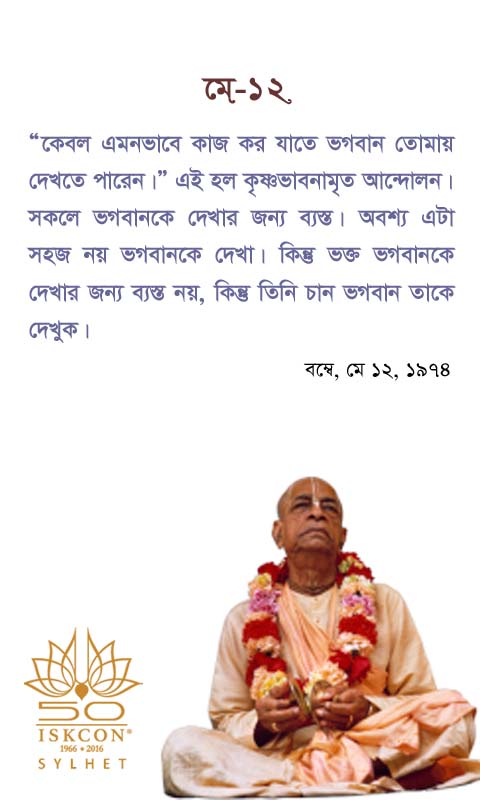 মে-১২
“কেবল এমনভাবে কাজ কর যাতে ভগবান তোমায়
দেখতে পারেন।” এই হল কৃষ্ণভাবনামৃত আন্দোলন।
সকলে ভগবানকে দেখার জন্য ব্যস্ত। অবশ্য এটা
সহজ নয় ভগবানকে দেখা। কিন্তু ভক্ত ভগবানকে
দেখার জন্য ব্যস্ত নয়, কিন্তু তিনি চান ভগবান তাকে
দেখুক।
বম্বে, মে ১২, ১৯৭৪
50
ISKCON®
1966 • 2016
SYLHET